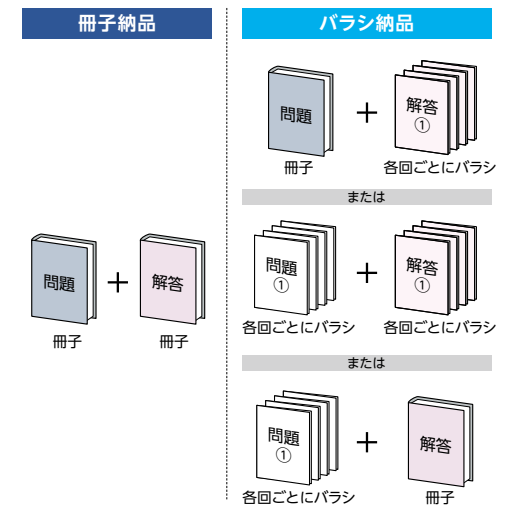 冊子納品
問題
解答
冊子
冊子
バラシ納品
問題
解答
①
冊子
各回ごとにバラシ
または
問題
①
解答
①
各回ごとにバラシ
各回ごとにバラシ
または
問題
①
解答
各回ごとにバラシ
冊子